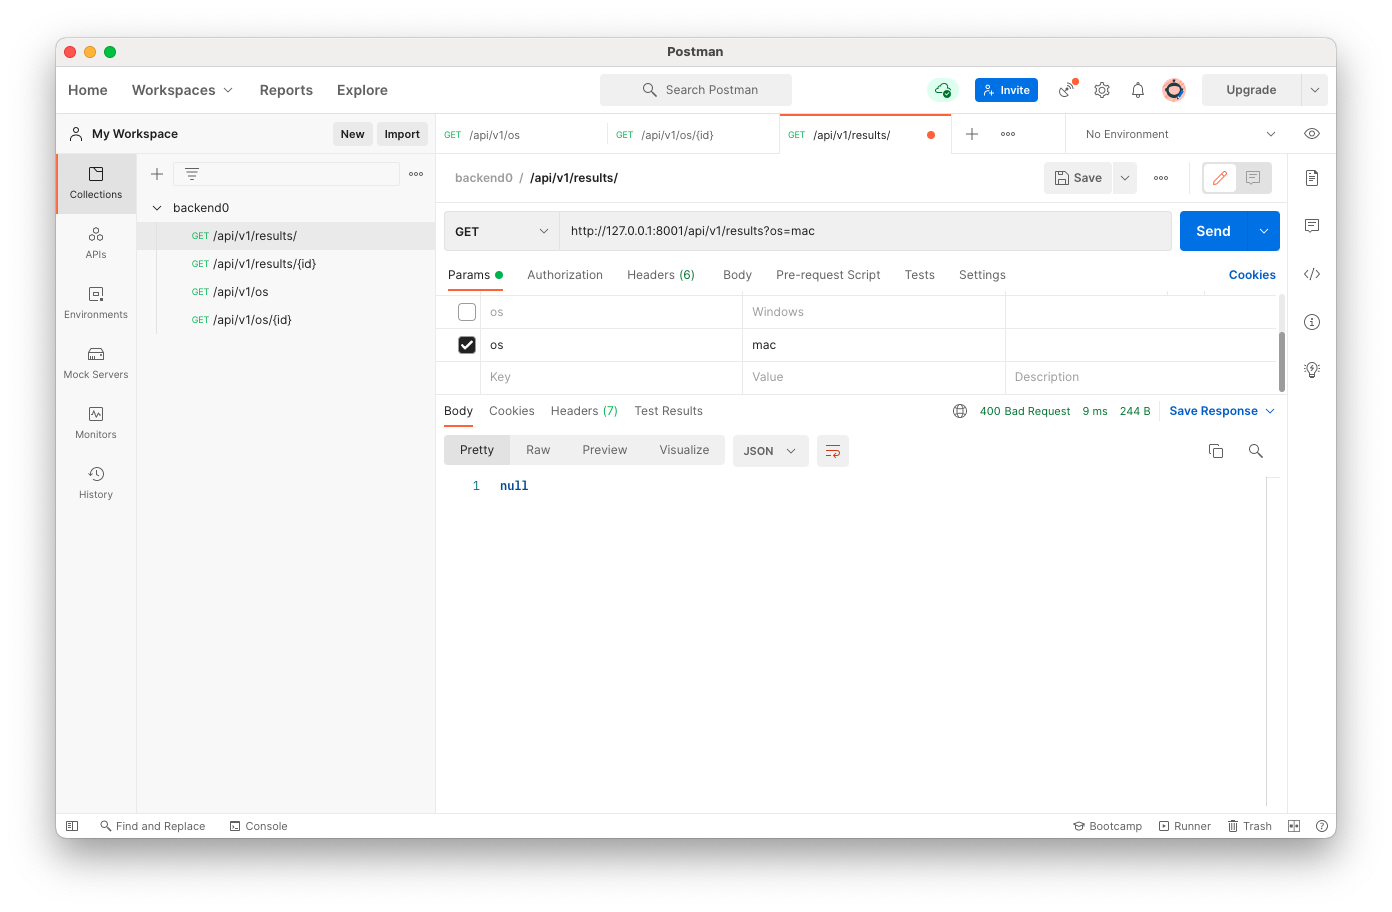 Postman
Home Workspaces Reports Explore Search Postman Invite Upgrade
My Workspace New Import GET /api/v1/os GET /api/v1/os/{id} GET /api/v1/results/ No Environment
Collections
APIs
Environments
Mock Servers
Monitors
History
backend0
GET /api/v1/results/
GET /api/v1/results/{id}
GET /api/v1/os
GET /api/v1/os/{id}
backend0 / /api/v1/results/ Save
GET http://127.0.0.1:8001/api/v1/results?os=mac Send
Params Authorization Headers (6) Body Pre-request Script Tests Settings Cookies
os Windows
os mac
Key Value Description
Body Cookies Headers (7) Test Results 400 Bad Request 9 ms 244 B Save Response
Pretty Raw Preview Visualize JSON
1 null
Find and Replace Console Bootcamp Runner Trash